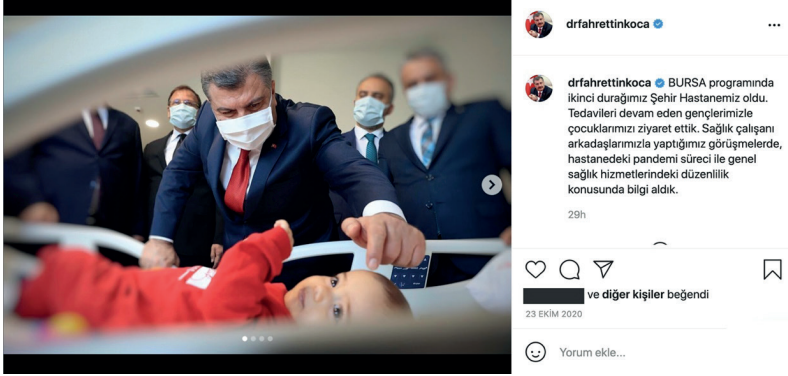 drfahrettinkoca
drfahrettinkoca BURSA programında
ikinci durağımız Şehir Hastanemiz oldu.
Tedavileri devam eden gençlerimizle
çocuklarımızı ziyaret ettik. Sağlık çalışanı
arkadaşlarımızla yaptığımız görüşmelerde,
hastanedeki pandemi süreci ile genel
sağlık hizmetlerindeki düzenlilik
konusunda bilgi aldık.
29h
ve diğer kişiler beğendi
23 EKİM 2020
Yorum ekle...